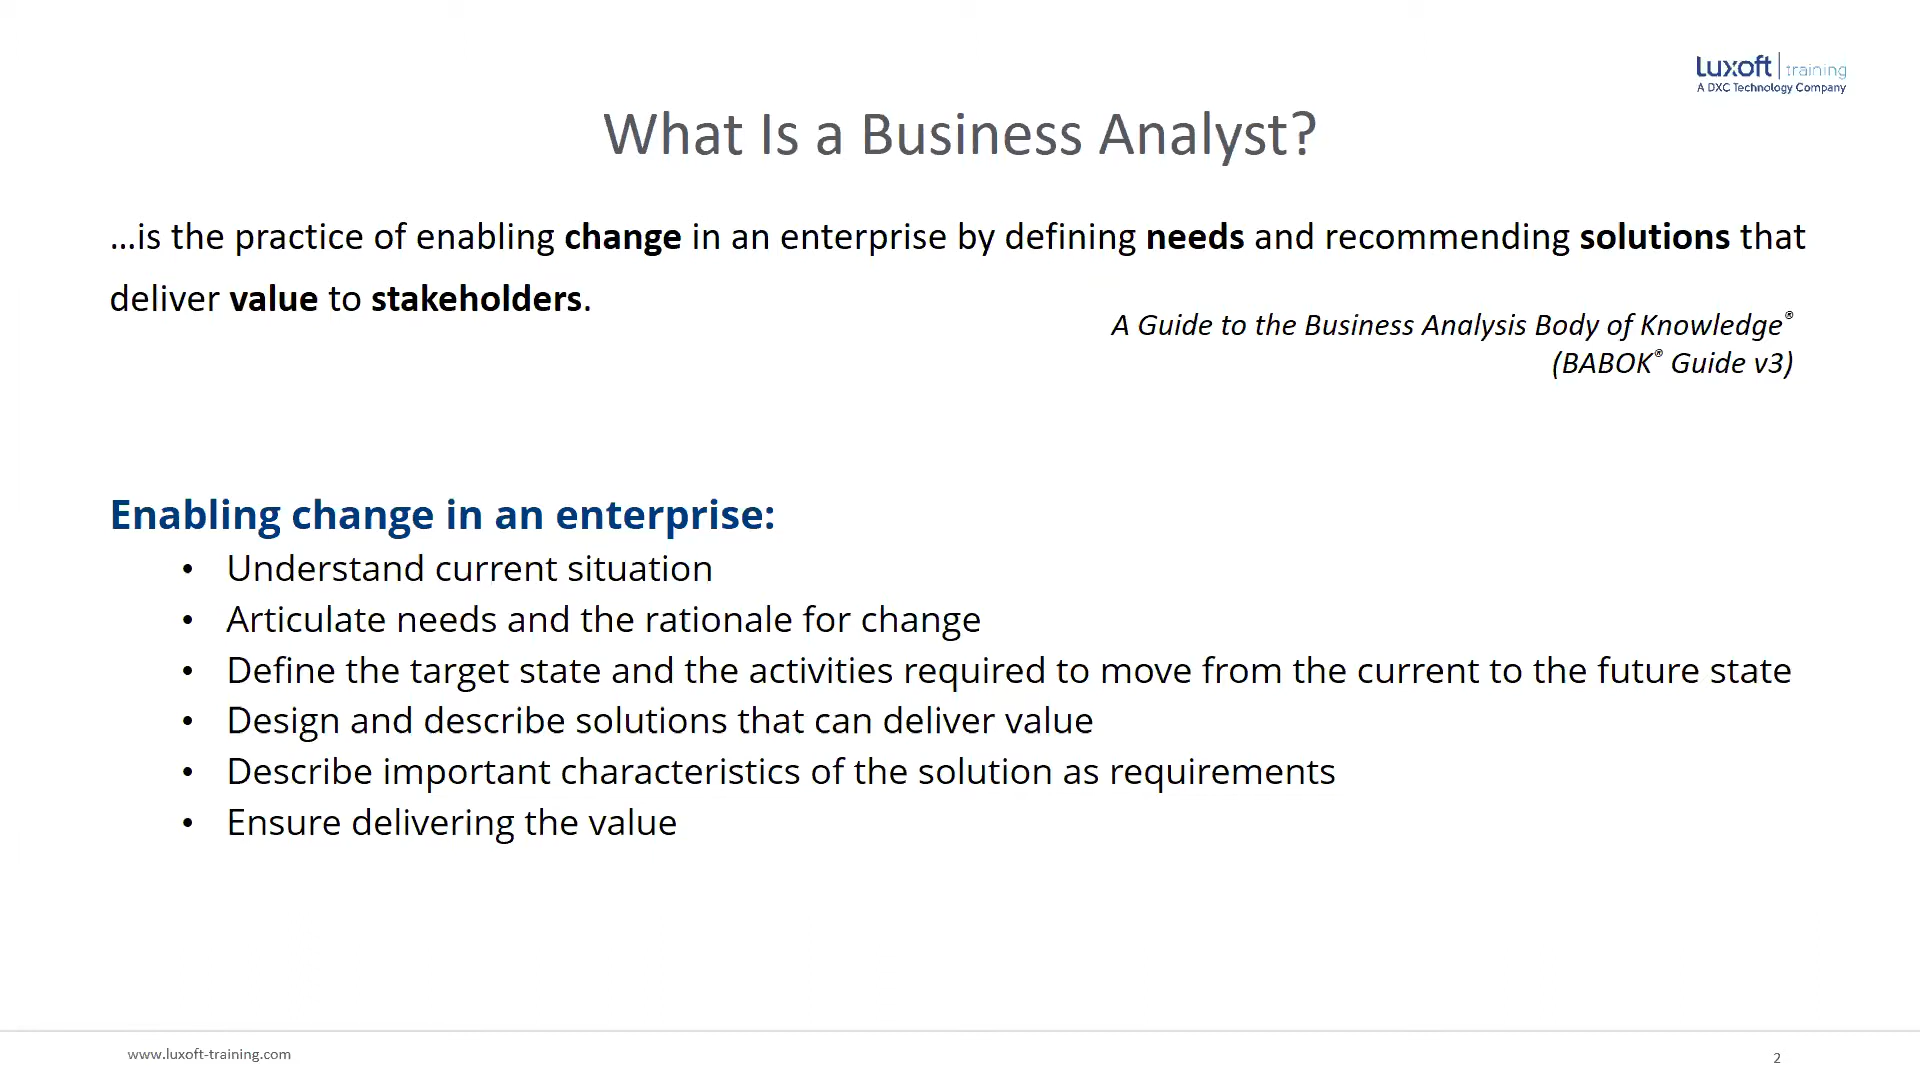 luxoft training
A DXC Technology Company
What Is a Business Analyst?
...is the practice of enabling change in an enterprise by defining needs and recommending solutions that
deliver value to stakeholders.
A Guide to the Business Analysis Body of Knowledge®
(BABOK® Guide v3)
Enabling change in an enterprise:
• Understand current situation
• Articulate needs and the rationale for change
• Define the target state and the activities required to move from the current to the future state
• Design and describe solutions that can deliver value
• Describe important characteristics of the solution as requirements
• Ensure delivering the value
www.luxoft-training.com
2